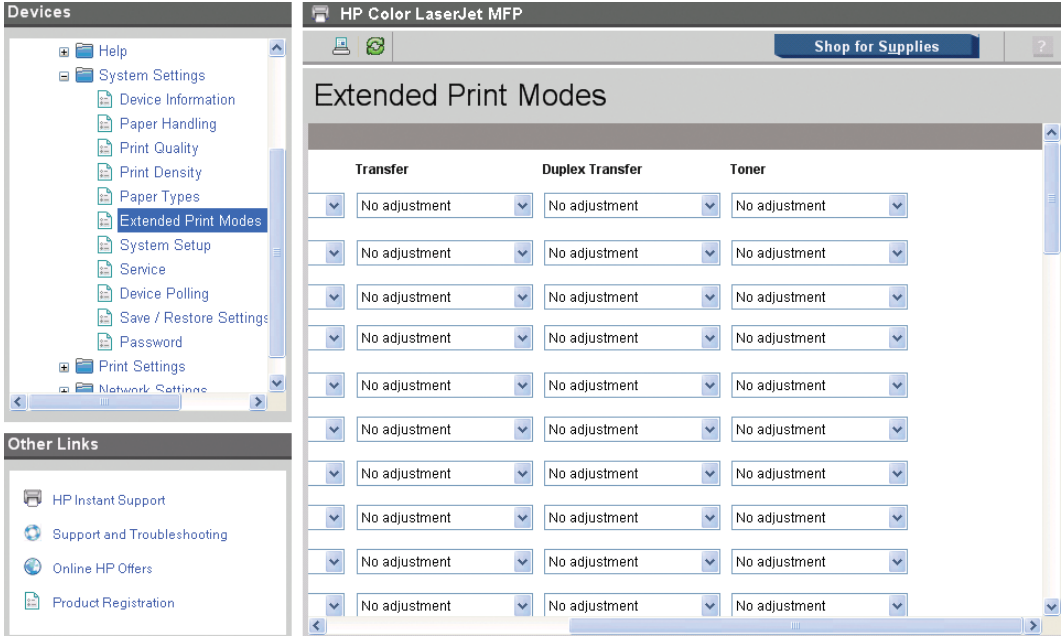 Devices
Help
System Settings
Device Information
Paper Handling
Print Quality
Print Density
Paper Types
Extended Print Modes
System Setup
Service
Device Polling
Save / Restore Settings
Password
Print Settings
Network Settings
Other Links
HP Instant Support
Support and Troubleshooting
Online HP Offers
Product Registration
HP Color LaserJet MFP
Shop for Supplies ?
Extended Print Modes
Transfer Duplex Transfer Toner
No adjustment No adjustment No adjustment
No adjustment No adjustment No adjustment
No adjustment No adjustment No adjustment
No adjustment No adjustment No adjustment
No adjustment No adjustment No adjustment
No adjustment No adjustment No adjustment
No adjustment No adjustment No adjustment
No adjustment No adjustment No adjustment
No adjustment No adjustment No adjustment
No adjustment No adjustment No adjustment